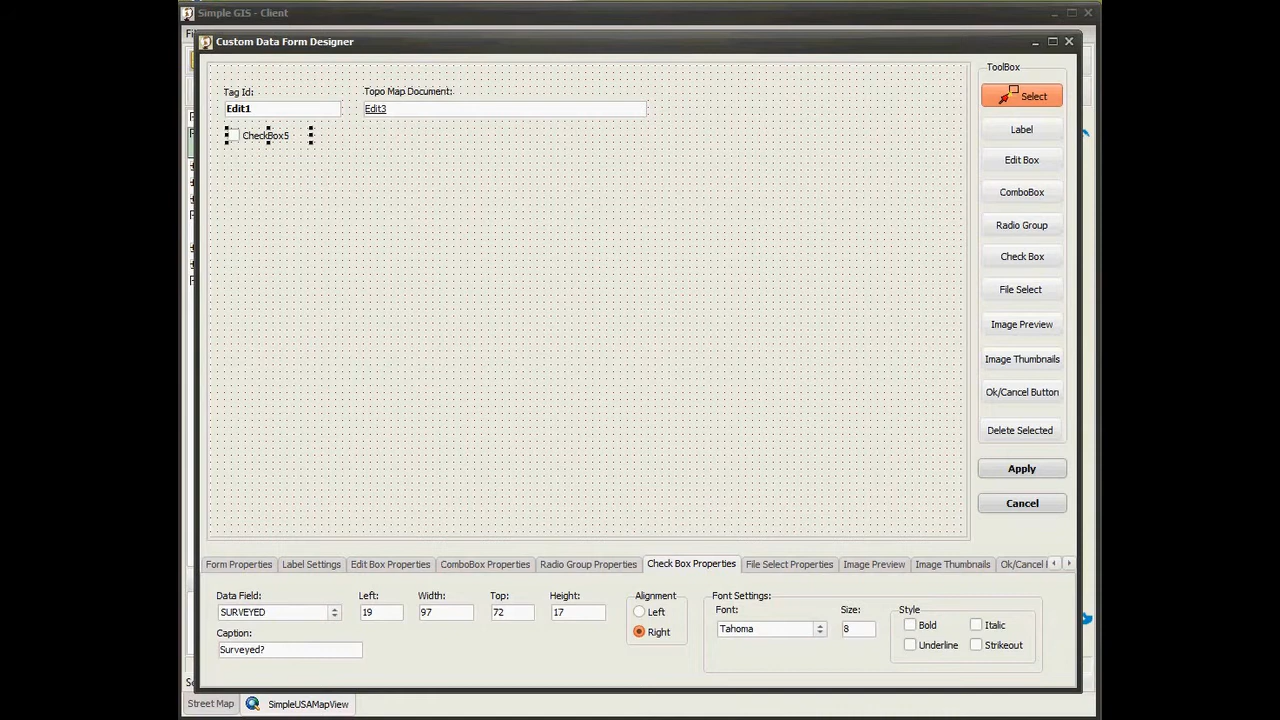 Simple GIS - Client
Custom Data Form Designer
Tag Id:
Topo Map Document:
Edit1
Edit3
CheckBox5
ToolBox
Select
Label
Edit Box
ComboBox
Radio Group
Check Box
File Select
Image Preview
Image Thumbnails
Ok/Cancel Button
Delete Selected
Apply
Cancel
Form Properties Label Settings Edit Box Properties ComboBox Properties Radio Group Properties Check Box Properties File Select Properties Image Preview Image Thumbnails Ok/Cancel
Data Field: Left: Width: Top: Height: Alignment Font Settings:
SURVEYED 19 97 72 17 Left Font: Size: Style
Caption: Right Tahoma 8 Bold Italic
Surveyed? Underline Strikeout
Street Map SimpleUSAMapView